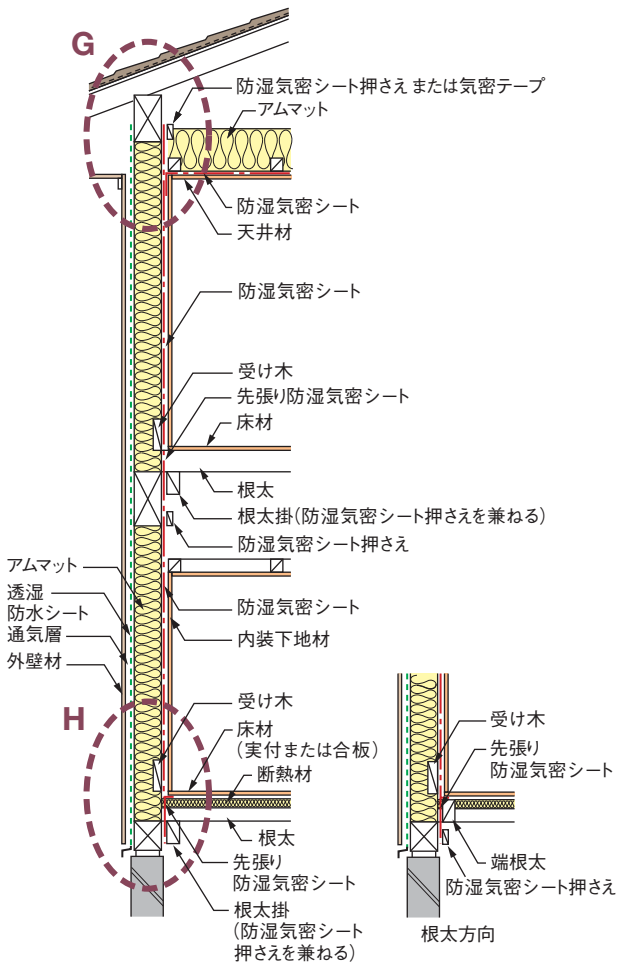 G
防湿気密シート押さえ または気密テープ
アムマット
防湿気密シート
天井材
防湿気密シート
受け木
先張り防湿気密シート
床材
根太
根太掛(防湿気密シート押さえを兼ねる)
防湿気密シート押さえ
アムマット
透湿
防水シート
通気層
外壁材
防湿気密シート
内装下地材
H
受け木
床材
(実付または合板)
断熱材
根太
先張り
防湿気密シート
根太掛
(防湿気密シート
押さえを兼ねる)
受け木
先張り
防湿気密シート
端根太
防湿気密シート押さえ
根太方向